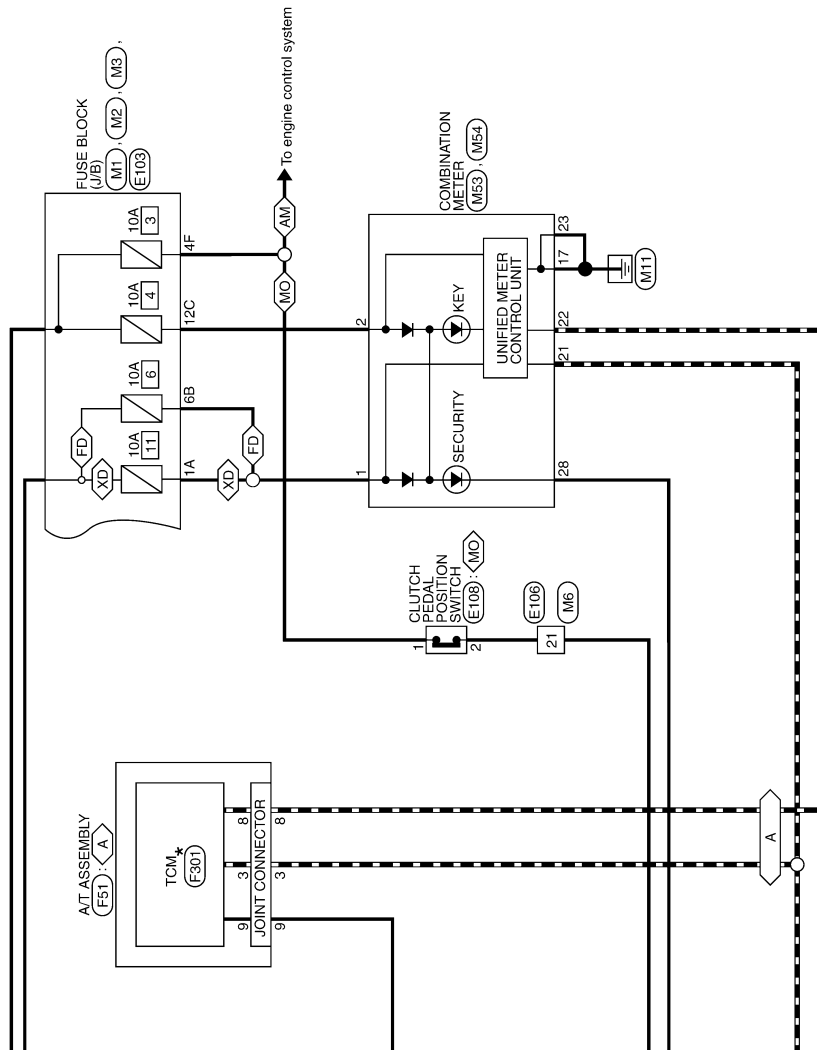 To engine control system
FUSE BLOCK
(J/B)
M1 , M2 , M3 ,
E103
10A
3
10A
4
10A
6
10A
11
4F
12C
6B
1A
FD
XD
FD
XD
AM
MO
COMBINATION
METER
M53 , M54
2
1
KEY
SECURITY
UNIFIED METER
CONTROL UNIT
23
17
22
21
28
M11
CLUTCH
PEDAL
POSITION
SWITCH
E108 : MO
1
2
E106
21
M6
A/T ASSEMBLY
F51 : A
TCM*
F301
JOINT CONNECTOR
8
3
9
8
3
9
A